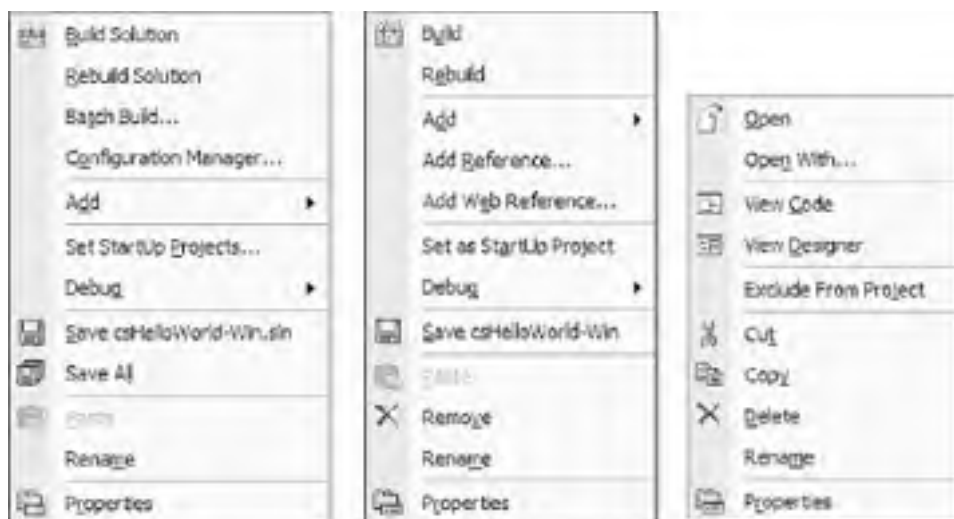 Build Solution
Rebuild Solution
Batch Build...
Configuration Manager...
Add
Set StartUp Projects...
Debug
Save csHelloWorld-Win.sln
Save All
Paste
Rename
Properties
Build
Rebuild
Add
Add Reference...
Add Web Reference...
Set as StartUp Project
Debug
Save csHelloWorld-Win
Paste
Remove
Rename
Properties
Open
Open With...
View Code
View Designer
Exclude From Project
Cut
Copy
Delete
Rename
Properties